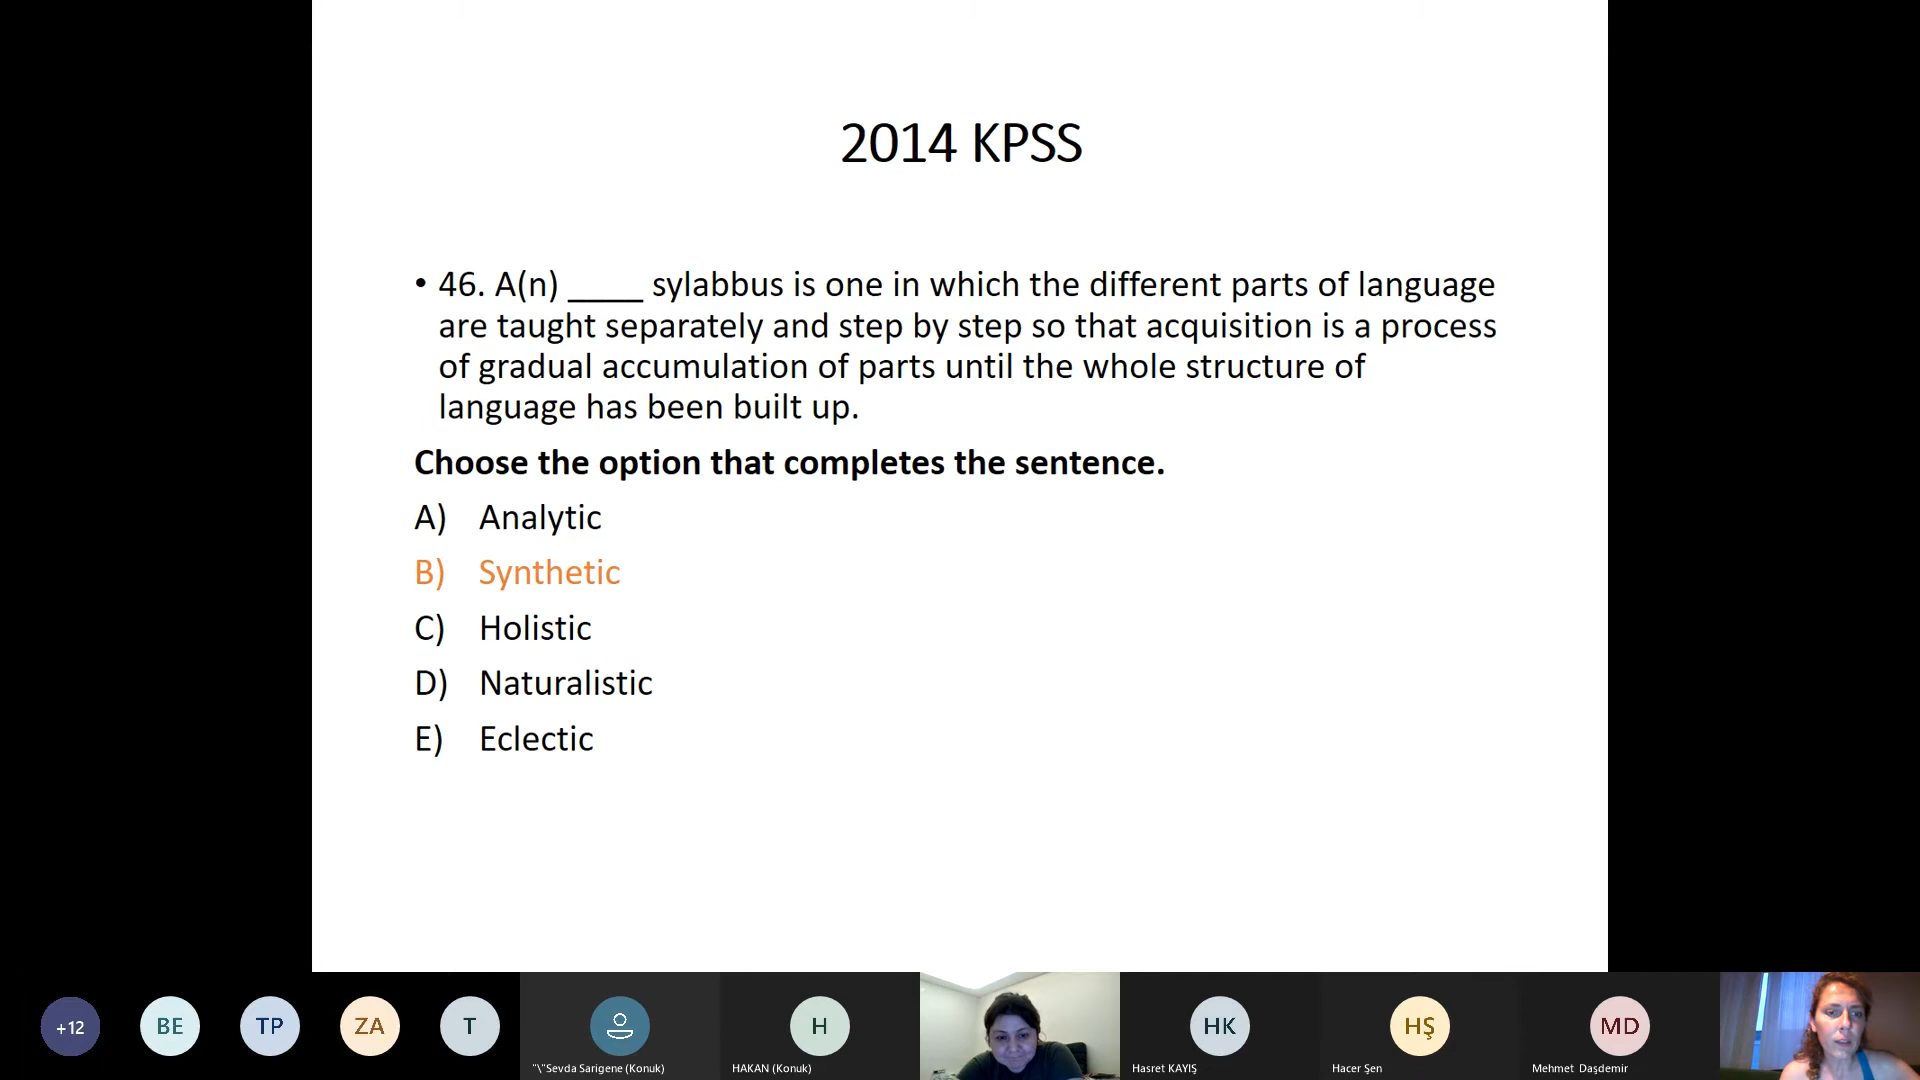 2014 KPSS
• 46. A(n) ____ sylabbus is one in which the different parts of language
are taught separately and step by step so that acquisition is a process
of gradual accumulation of parts until the whole structure of
language has been built up.
Choose the option that completes the sentence.
A) Analytic
B) Synthetic
C) Holistic
D) Naturalistic
E) Eclectic
+12 BE TP ZA T H HK HŞ MD
"\"Sevda Sarigene (Konuk) HAKAN (Konuk) Hasret KAYIŞ Hacer Şen Mehmet Daşdemir